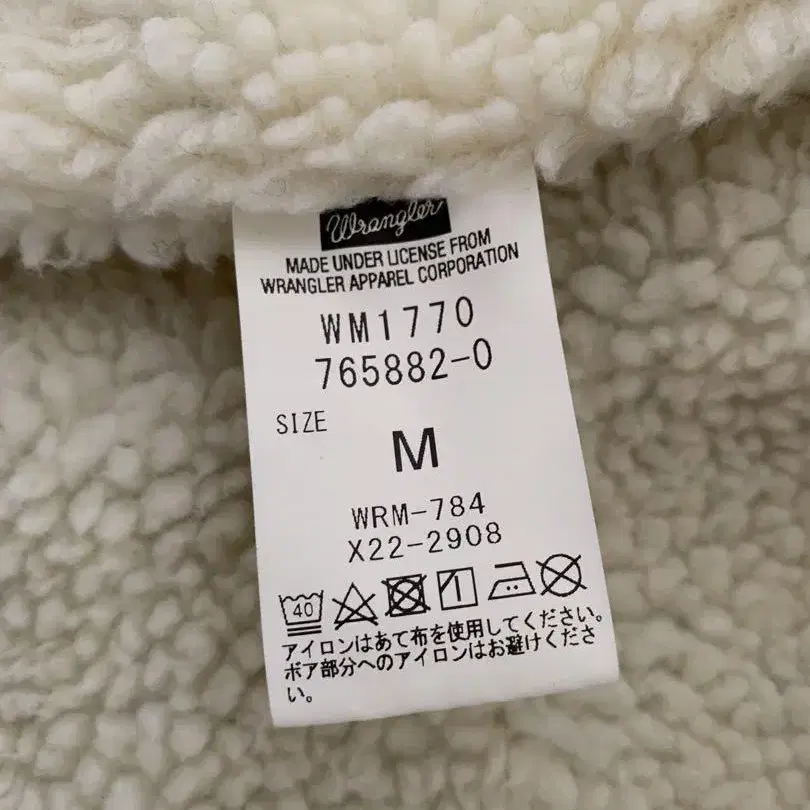 Wrangler
MADE UNDER LICENSE FROM
WRANGLER APPAREL CORPORATION
WM1770
765882-0
SIZE
M
WRM-784
X22-2908
40
アイロンはあて布を使用してください。
ボア部分へのアイロンはお避けくださ
い。